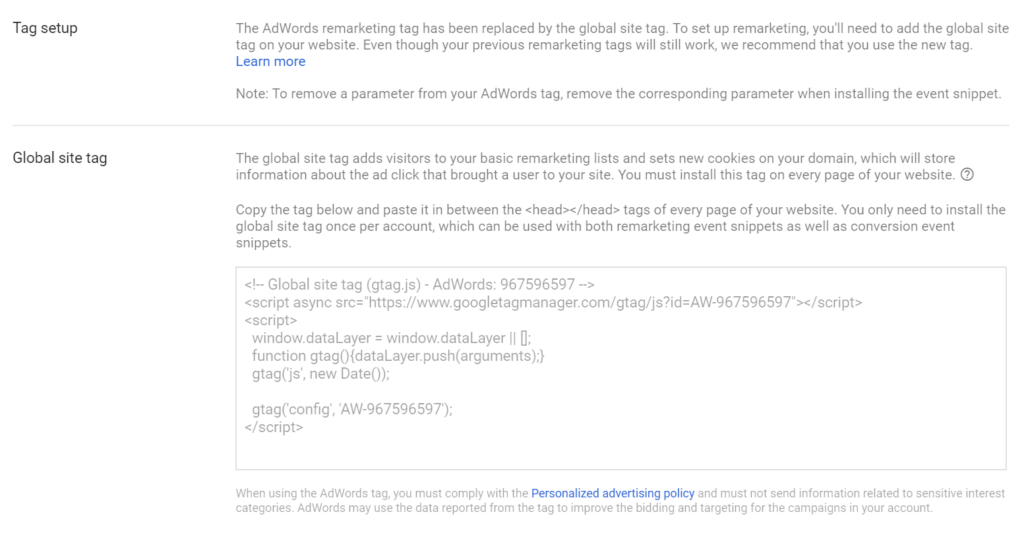 Tag setup
The AdWords remarketing tag has been replaced by the global site tag. To set up remarketing, you'll need to add the global site
tag on your website. Even though your previous remarketing tags will still work, we recommend that you use the new tag.
Learn more
Note: To remove a parameter from your AdWords tag, remove the corresponding parameter when installing the event snippet.
Global site tag
The global site tag adds visitors to your basic remarketing lists and sets new cookies on your domain, which will store
information about the ad click that brought a user to your site. You must install this tag on every page of your website. ?
Copy the tag below and paste it in between the <head></head> tags of every page of your website. You only need to install the
global site tag once per account, which can be used with both remarketing event snippets as well as conversion event
snippets.
<!-- Global site tag (gtag.js) - AdWords: 967596597 -->
<script async src="https://www.googletagmanager.com/gtag/js?id=AW-967596597"></script>
<script>
window.dataLayer = window.dataLayer || [];
function gtag(){dataLayer.push(arguments);}
gtag('js', new Date());
gtag('config', 'AW-967596597');
</script>
When using the AdWords tag, you must comply with the Personalized advertising policy and must not send information related to sensitive interest
categories. AdWords may use the data reported from the tag to improve the bidding and targeting for the campaigns in your account.